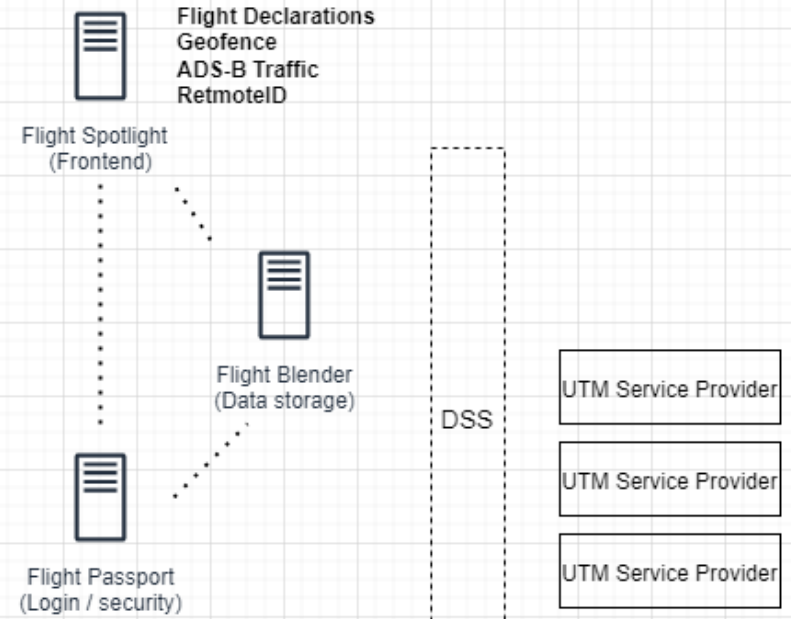 Flight Declarations
Geofence
ADS-B Traffic
RetmoteID
Flight Spotlight
(Frontend)
Flight Blender
(Data storage)
Flight Passport
(Login / security)
DSS
UTM Service Provider
UTM Service Provider
UTM Service Provider